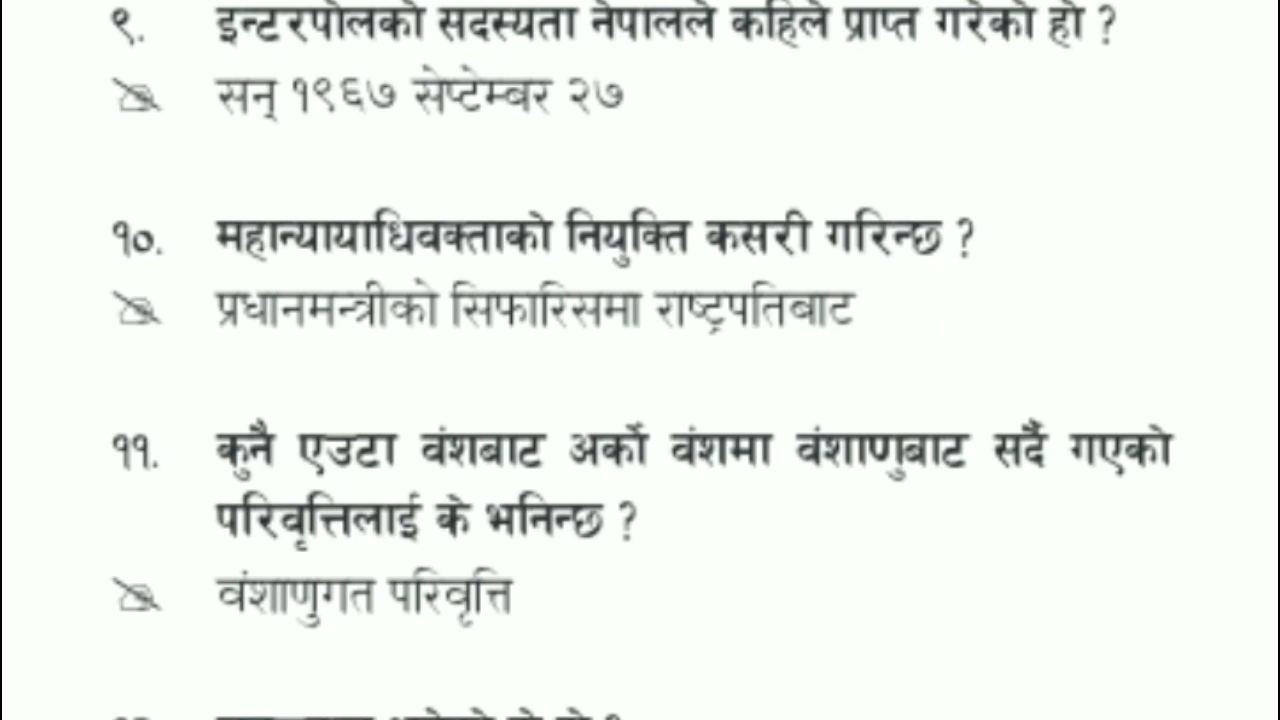 ९. इन्टरपोलको सदस्यता नेपालले कहिले प्राप्त गरेको हो ?
सन् १९६७ सेप्टेम्बर २७
१०. महान्यायाधिवक्ताको नियुक्ति कसरी गरिन्छ ?
प्रधानमन्त्रीको सिफारिसमा राष्ट्रपतिबाट
११. कुनै एउटा वंशबाट अर्को वंशमा वंशाणुबाट सर्दै गएको
परिवृत्तिलाई के भनिन्छ ?
वंशाणुगत परिवृत्ति